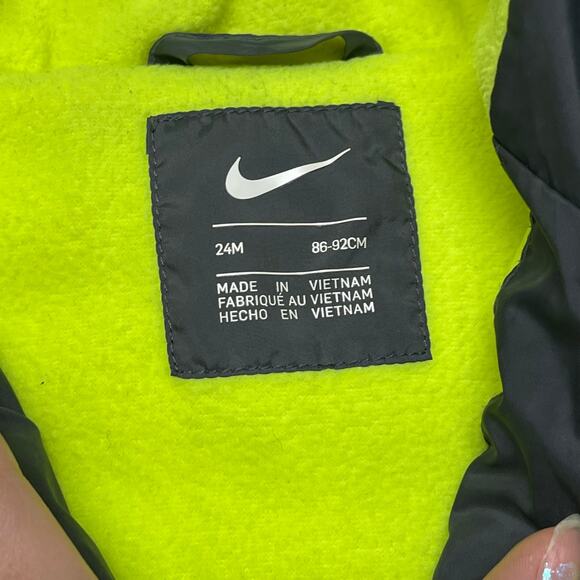 24M 86-92CM
MADE IN VIETNAM
FABRIQUÉ AU VIETNAM
HECHO EN VIETNAM